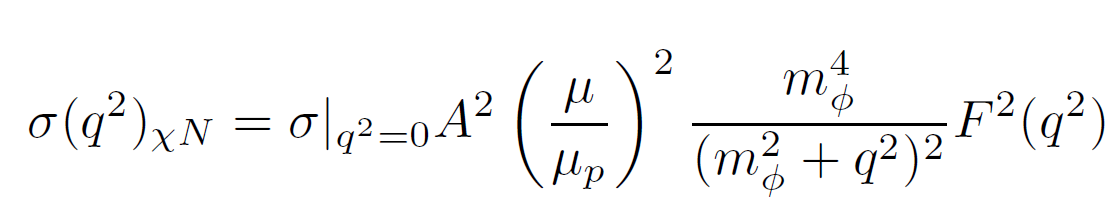 σ(q²)_{χN} = σ|_{q²=0} A² (μ/μ_p)² m_φ⁴/(m_φ² + q²)² F²(q²)